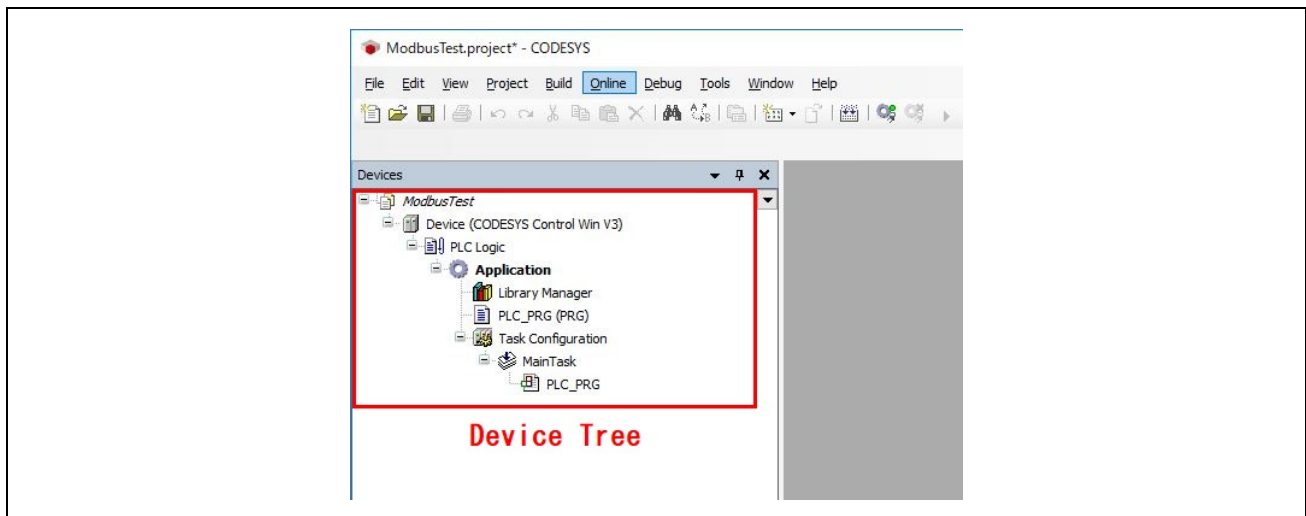 ModbusTest.project* - CODESYS
File Edit View Project Build Online Debug Tools Window Help
Devices
ModbusTest
Device (CODESYS Control Win V3)
PLC Logic
Application
Library Manager
PLC_PRG (PRG)
Task Configuration
MainTask
PLC_PRG
Device Tree